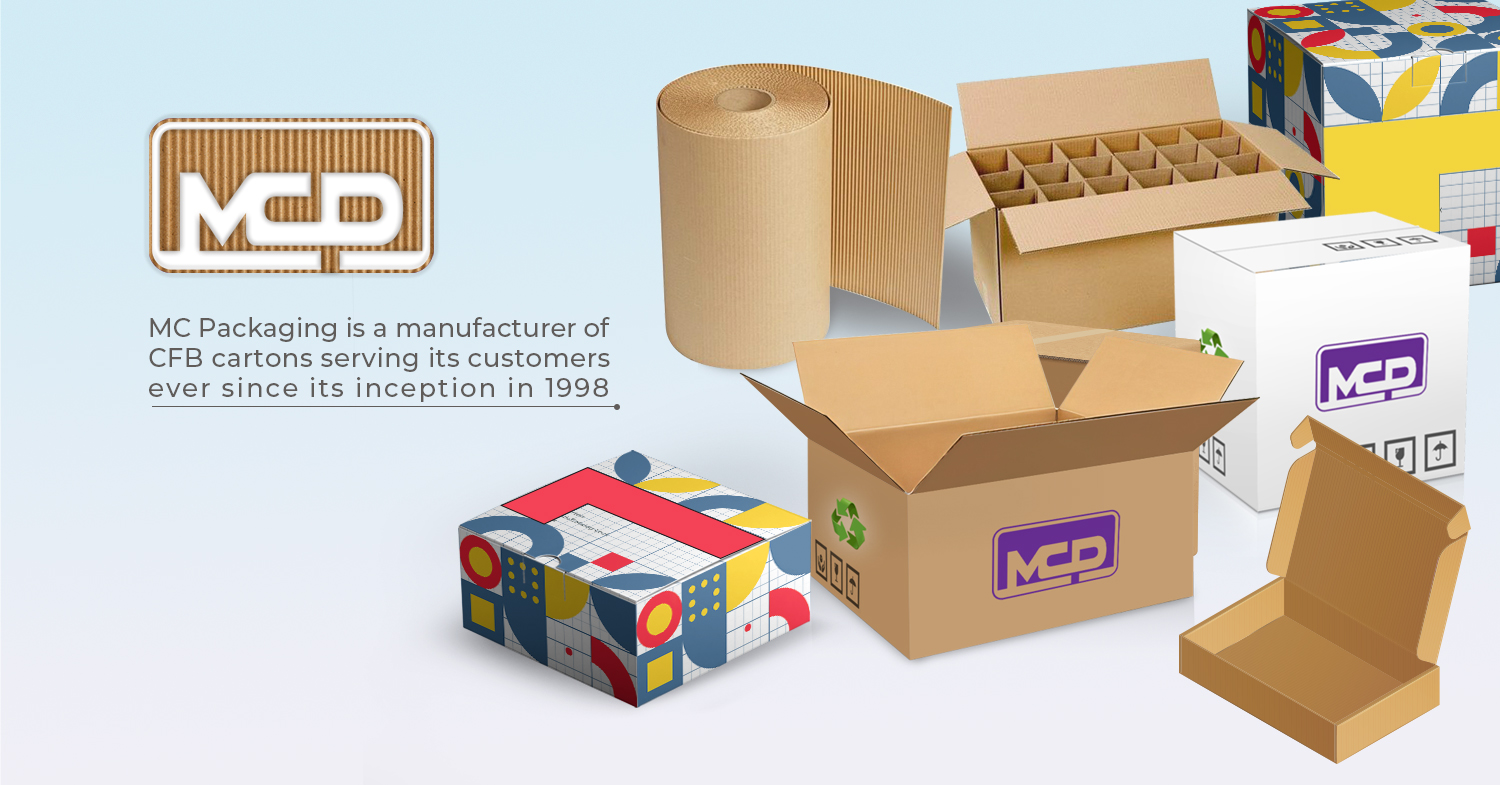 MCP
MC Packaging is a manufacturer of
CFB cartons serving its customers
ever since its inception in 1998
MCP
MCP